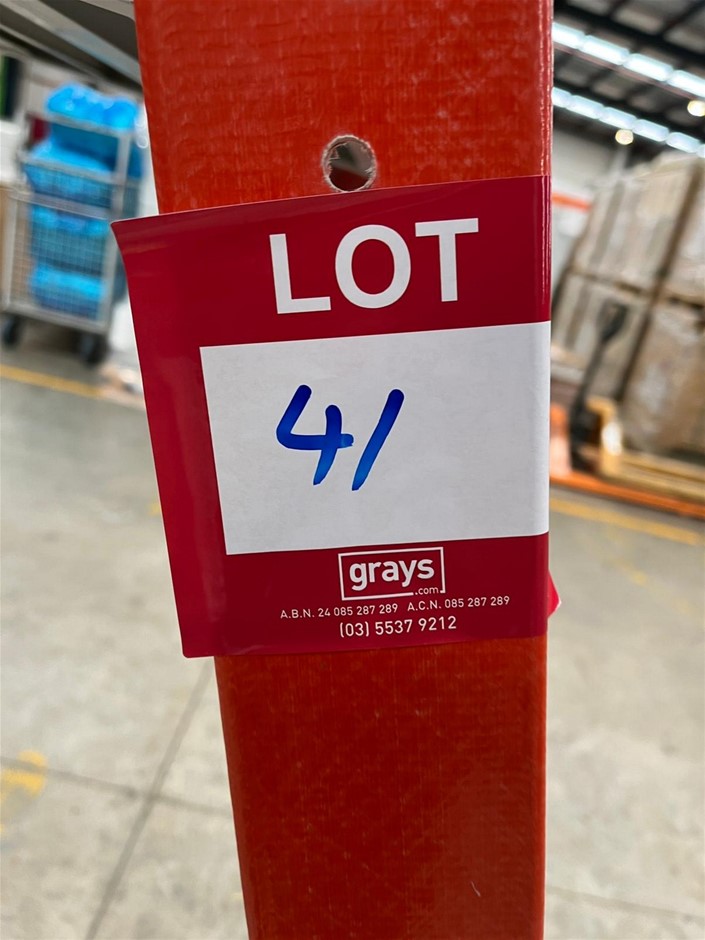 LOT
41
grays
.com
A.B.N. 24 085 287 289 A.C.N. 085 287 289
(03) 5537 9212